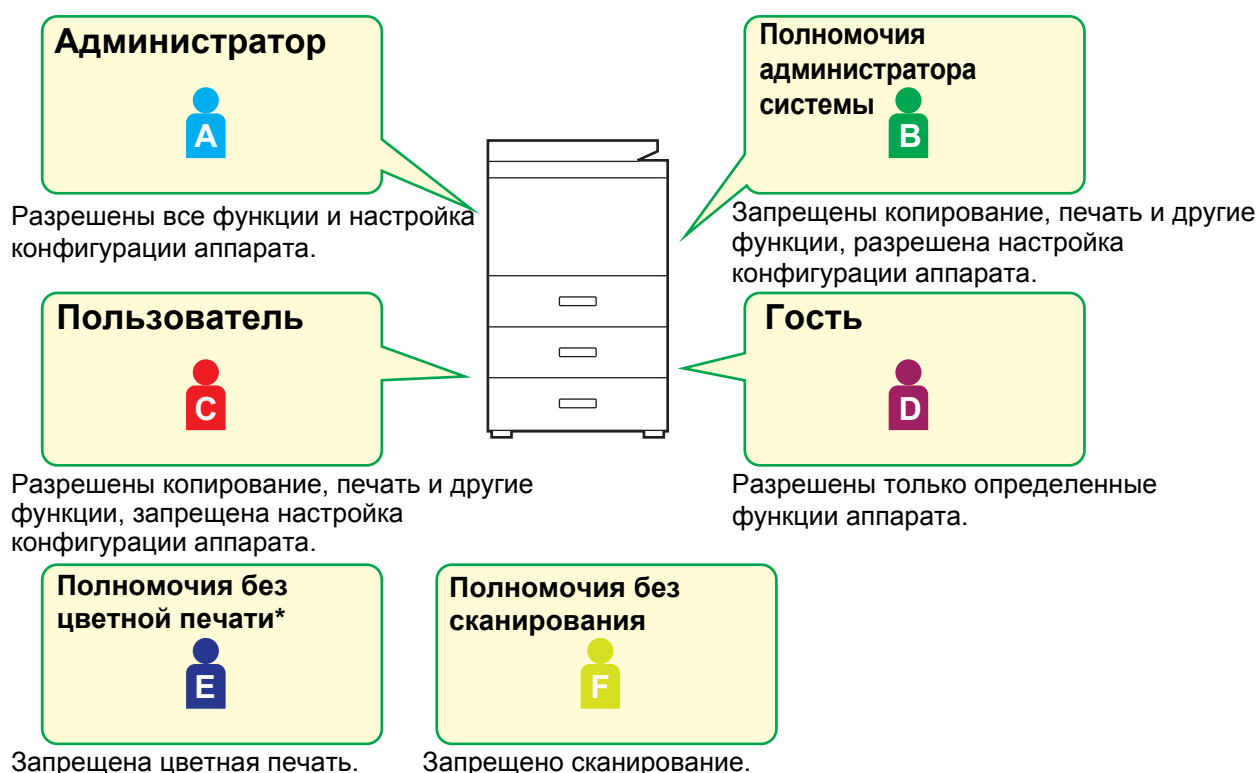 Администратор
A
Разрешены все функции и настройка
конфигурации аппарата.
Полномочия
администратора
системы
B
Запрещены копирование, печать и другие
функции, разрешена настройка
конфигурации аппарата.
Пользователь
C
Разрешены копирование, печать и другие
функции, запрещена настройка
конфигурации аппарата.
Гость
D
Разрешены только определенные
функции аппарата.
Полномочия без
цветной печати*
E
Запрещена цветная печать.
Полномочия без
сканирования
F
Запрещено сканирование.